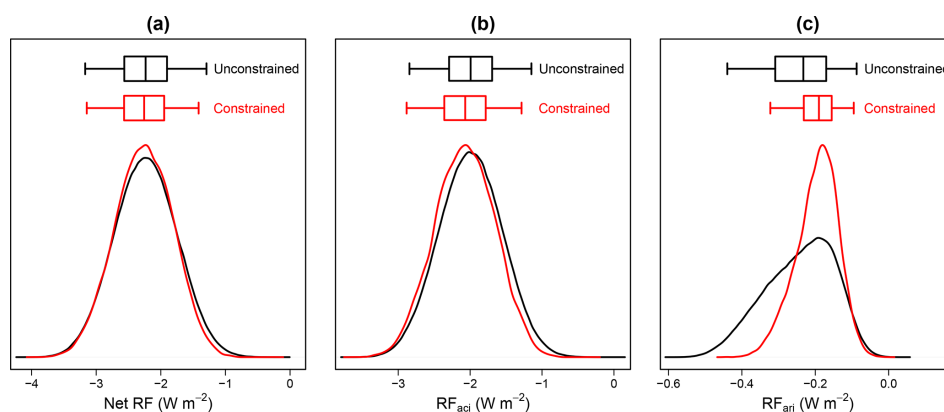 (a)
Unconstrained
Constrained
−4 −3 −2 −1 0
Net RF (W m⁻²)
(b)
Unconstrained
Constrained
−3 −2 −1 0
RFaci (W m⁻²)
(c)
Unconstrained
Constrained
−0.6 −0.4 −0.2 0.0
RFari (W m⁻²)